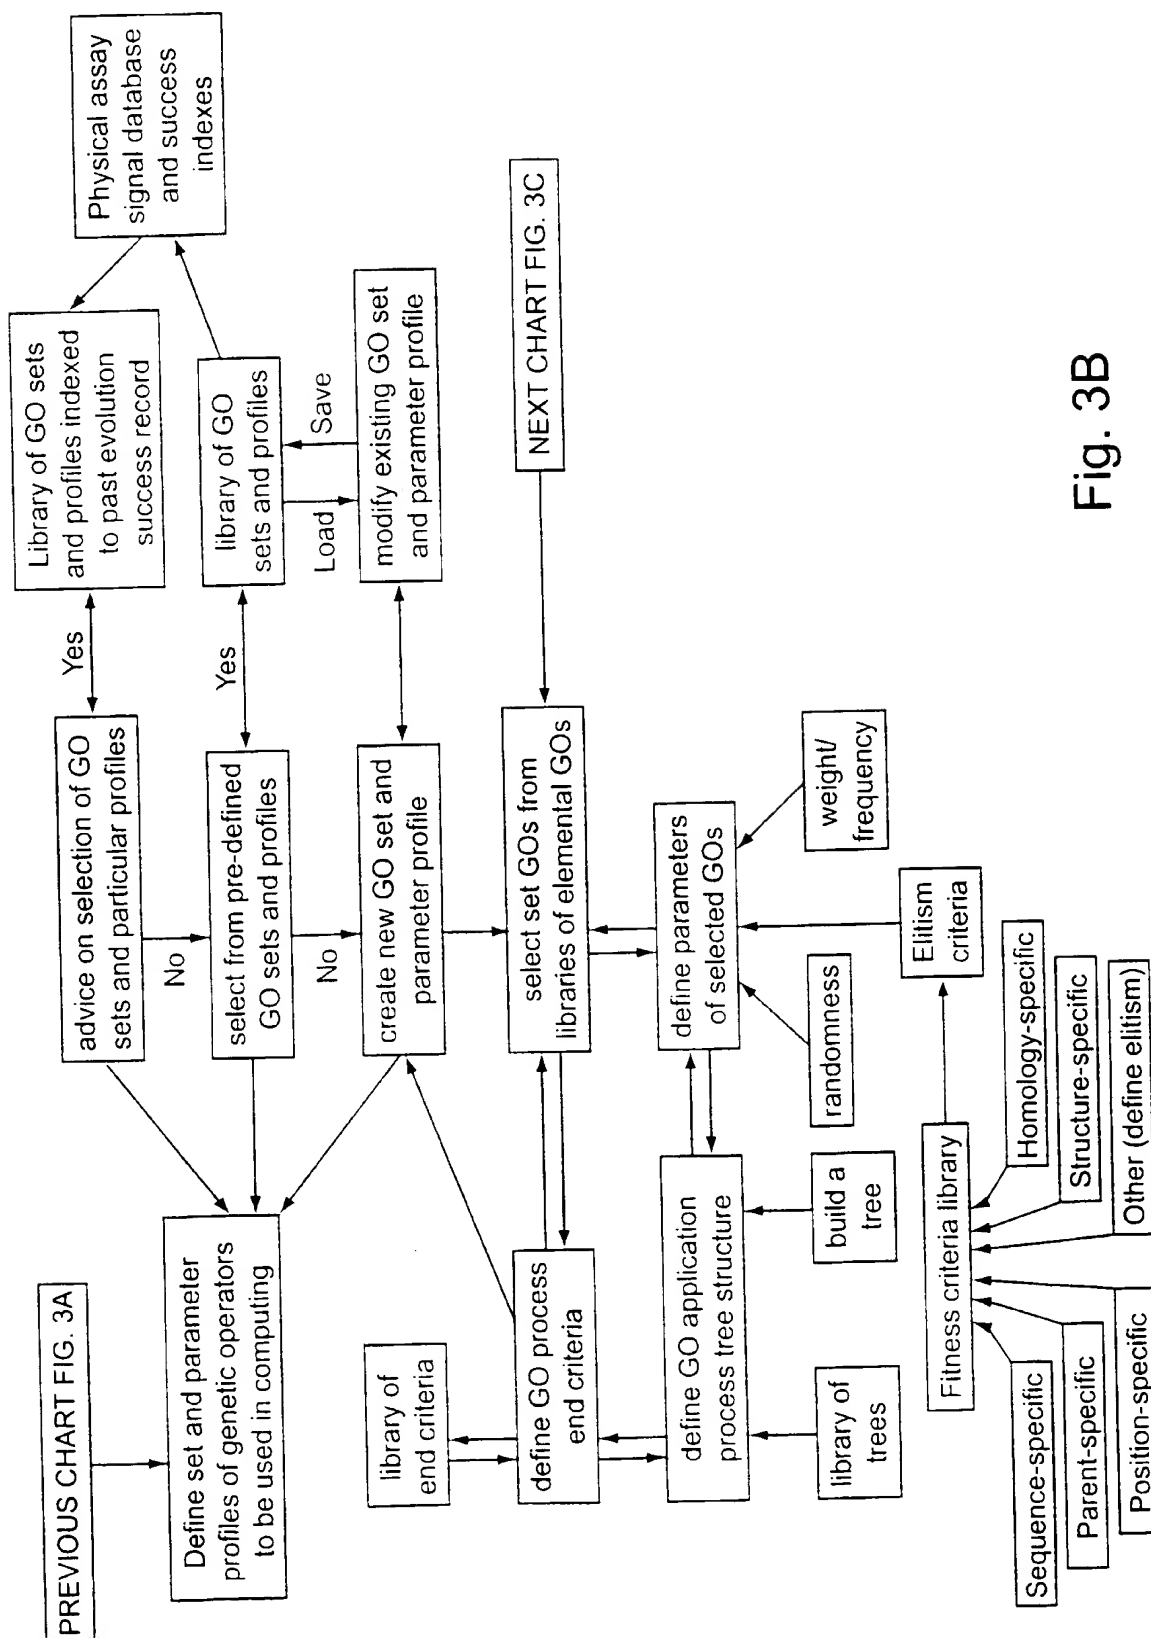 PREVIOUS CHART FIG. 3A
Define set and parameter
profiles of genetic operators
to be used in computing
advice on selection of GO
sets and particular profiles
Yes
Library of GO sets
and profiles indexed
to past evolution
success record
Physical assay
signal database
and success
indexes
No
select from pre-defined
GO sets and profiles
Yes
library of GO
sets and profiles
No
Load
Save
create new GO set and
parameter profile
modify existing GO set
and parameter profile
library of
end criteria
define GO process
end criteria
select set GOs from
libraries of elemental GOs
NEXT CHART FIG. 3C
define GO application
process tree structure
define parameters
of selected GOs
library of
trees
build a
tree
randomness
Elitism
criteria
weight/
frequency
Fitness criteria library
Sequence-specific
Parent-specific
Position-specific
Homology-specific
Structure-specific
Other (define elitism)
Fig. 3B